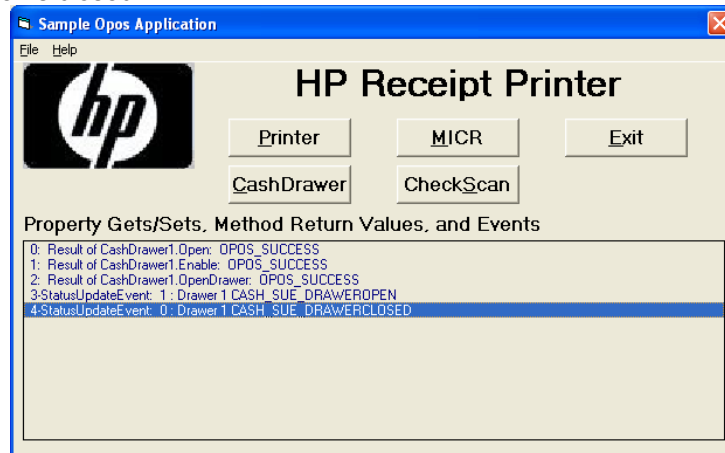 Sample Opos Application
File Help
hp
HP Receipt Printer
Printer MICR Exit
CashDrawer CheckScan
Property Gets/Sets, Method Return Values, and Events
0: Result of CashDrawer1.Open: OPOS_SUCCESS
1: Result of CashDrawer1.Enable: OPOS_SUCCESS
2: Result of CashDrawer1.OpenDrawer: OPOS_SUCCESS
3-StatusUpdateEvent: 1 : Drawer 1 CASH_SUE_DRAWEROPEN
4-StatusUpdateEvent: 0 : Drawer 1 CASH_SUE_DRAWERCLOSED